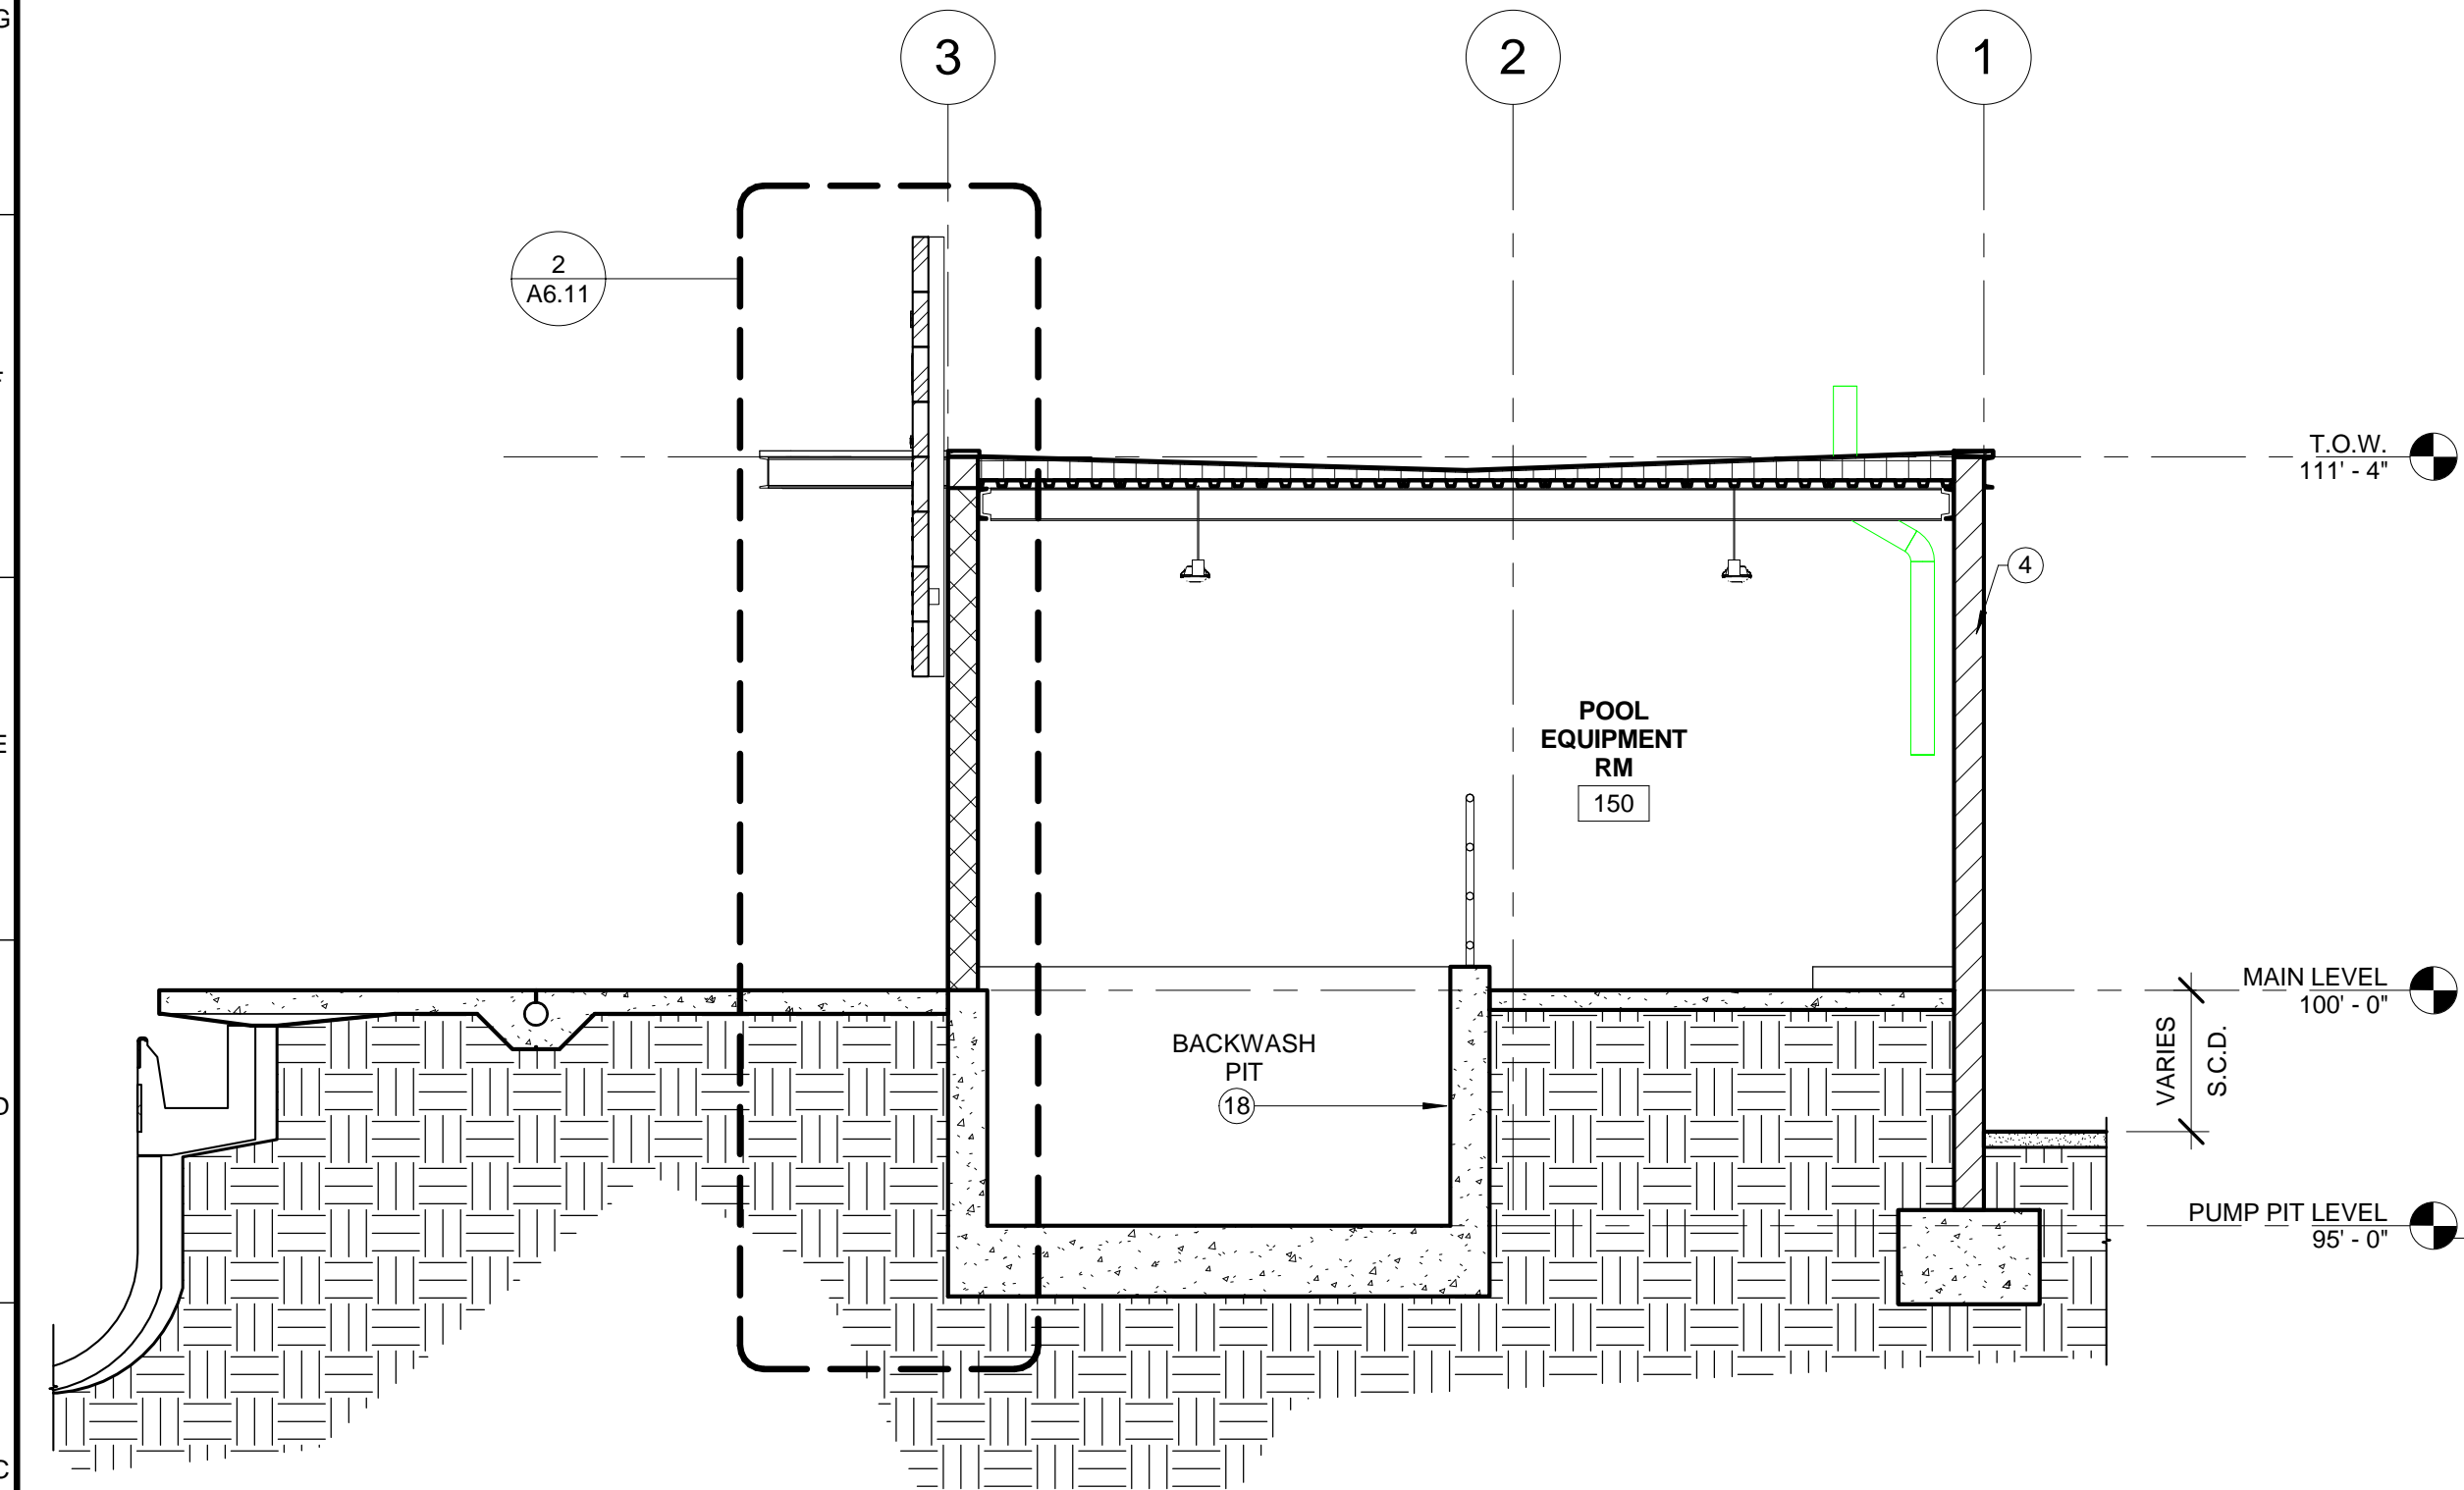 G
3
2
1
2
A6.11
F
T.O.W.
111' - 4"
4
E
POOL
EQUIPMENT
RM
150
MAIN LEVEL
100' - 0"
BACKWASH
PIT
18
VARIES
S.C.D.
D
PUMP PIT LEVEL
95' - 0"
C